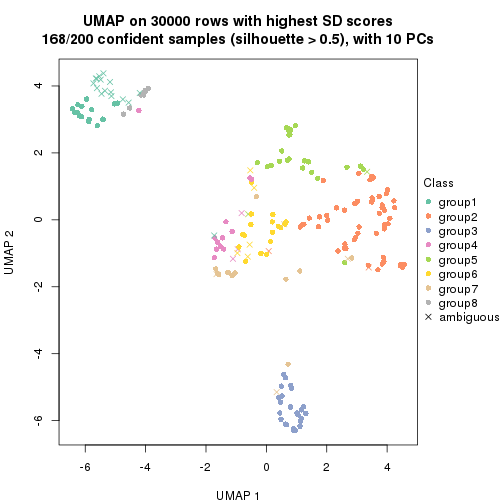 UMAP on 30000 rows with highest SD scores
168/200 confident samples (silhouette > 0.5), with 10 PCs
UMAP 2
4
2
0
-2
-4
-6
-6
-4
-2
0
2
4
UMAP 1
Class
group1
group2
group3
group4
group5
group6
group7
group8
ambiguous